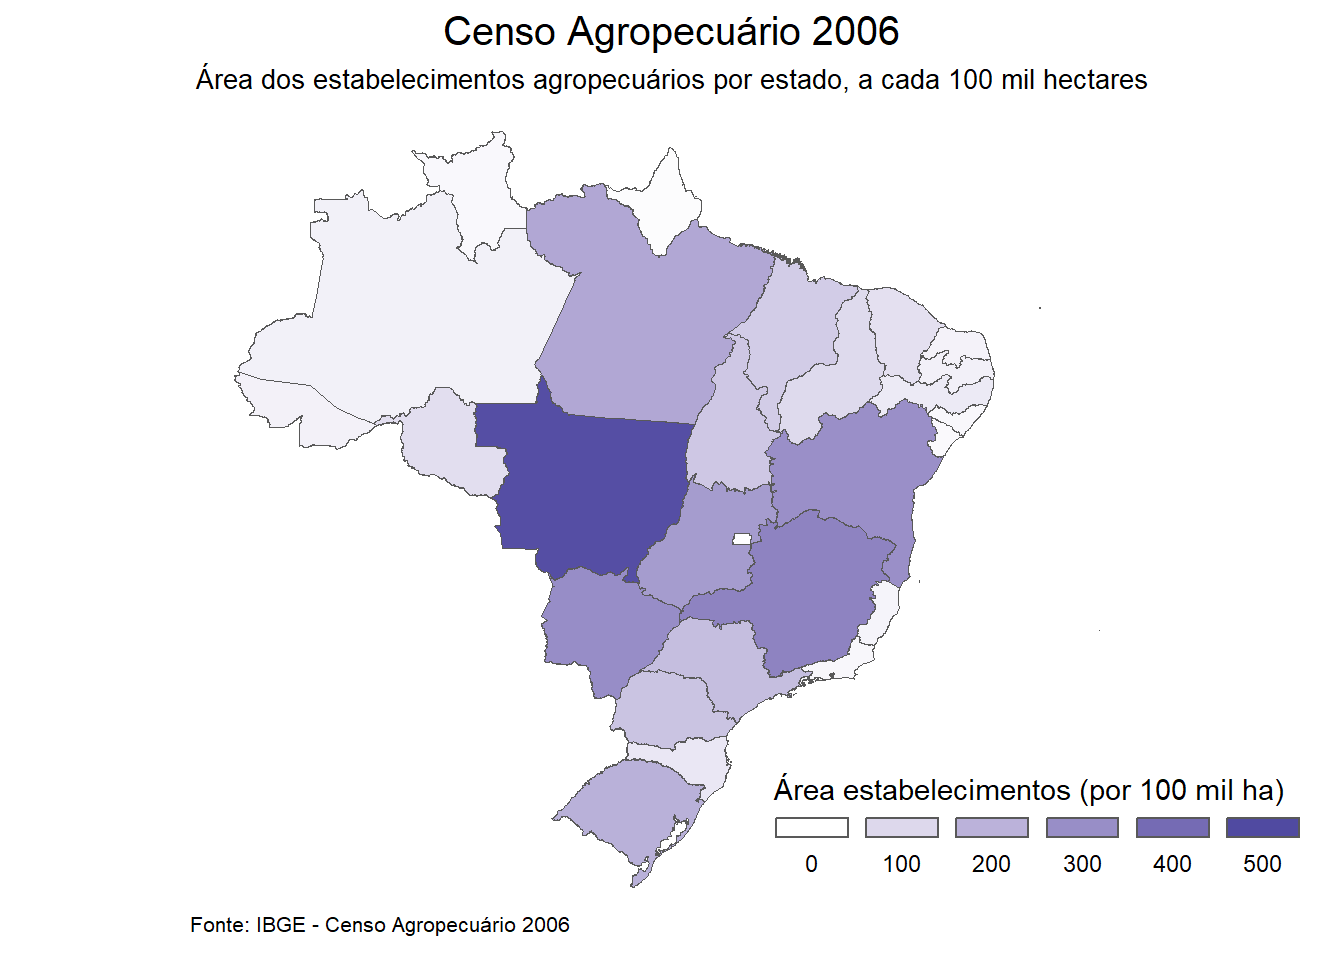 Censo Agropecuário 2006
Área dos estabelecimentos agropecuários por estado, a cada 100 mil hectares
Área estabelecimentos (por 100 mil ha)
0 100 200 300 400 500
Fonte: IBGE - Censo Agropecuário 2006